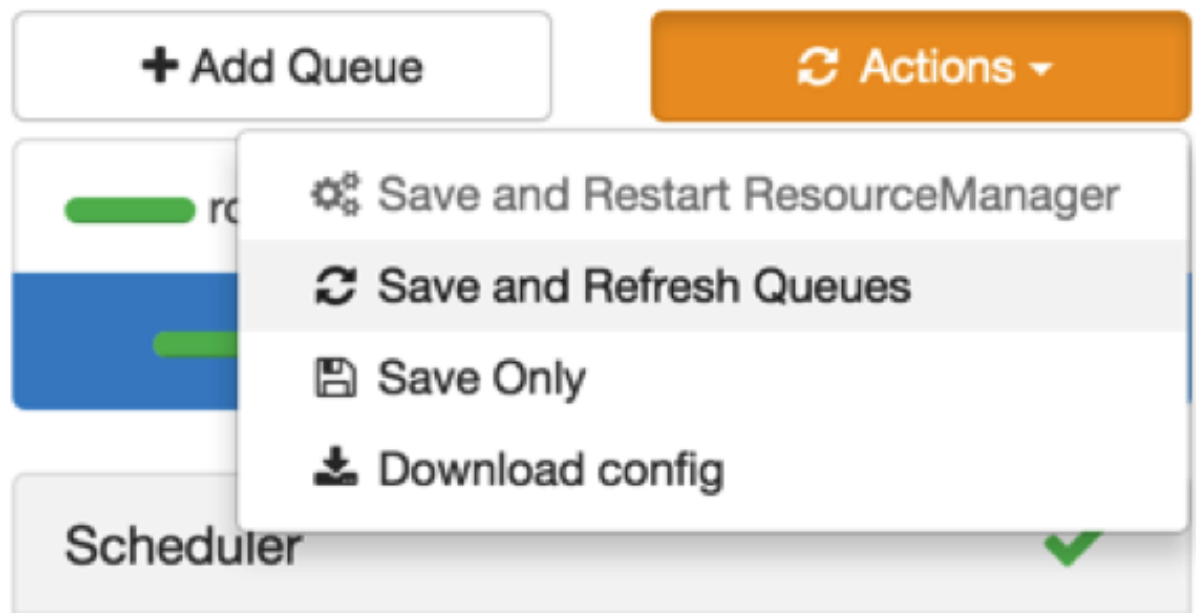 Add Queue
Actions
Save and Restart ResourceManager
Save and Refresh Queues
Save Only
Download config
Scheduler